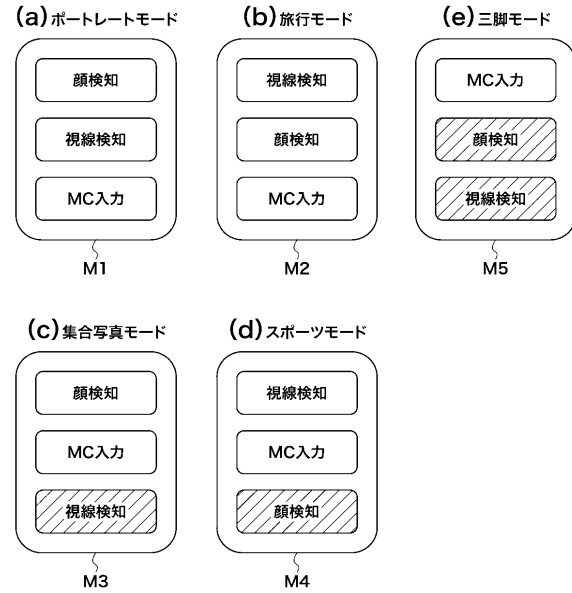 (a)ポートレートモード
顔検知
視線検知
MC入力
M1
(b)旅行モード
視線検知
顔検知
MC入力
M2
(e)三脚モード
MC入力
顔検知
視線検知
M5
(c)集合写真モード
顔検知
MC入力
視線検知
M3
(d)スポーツモード
視線検知
MC入力
顔検知
M4